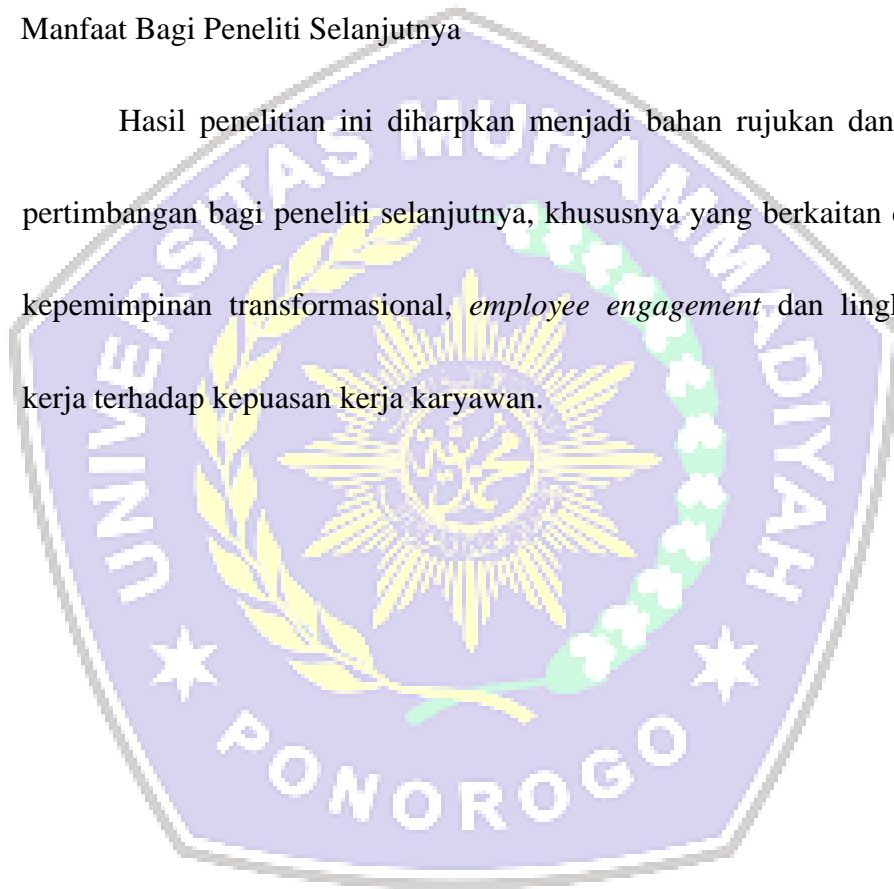 Manfaat Bagi Peneliti Selanjutnya
Hasil penelitian ini diharpkan menjadi bahan rujukan dan
pertimbangan bagi peneliti selanjutnya, khususnya yang berkaitan
kepemimpinan transformasional, employee engagement dan
kerja terhadap kepuasan kerja karyawan.
UNIVERSITAS MUHAMMADIYAH
PONOROGO